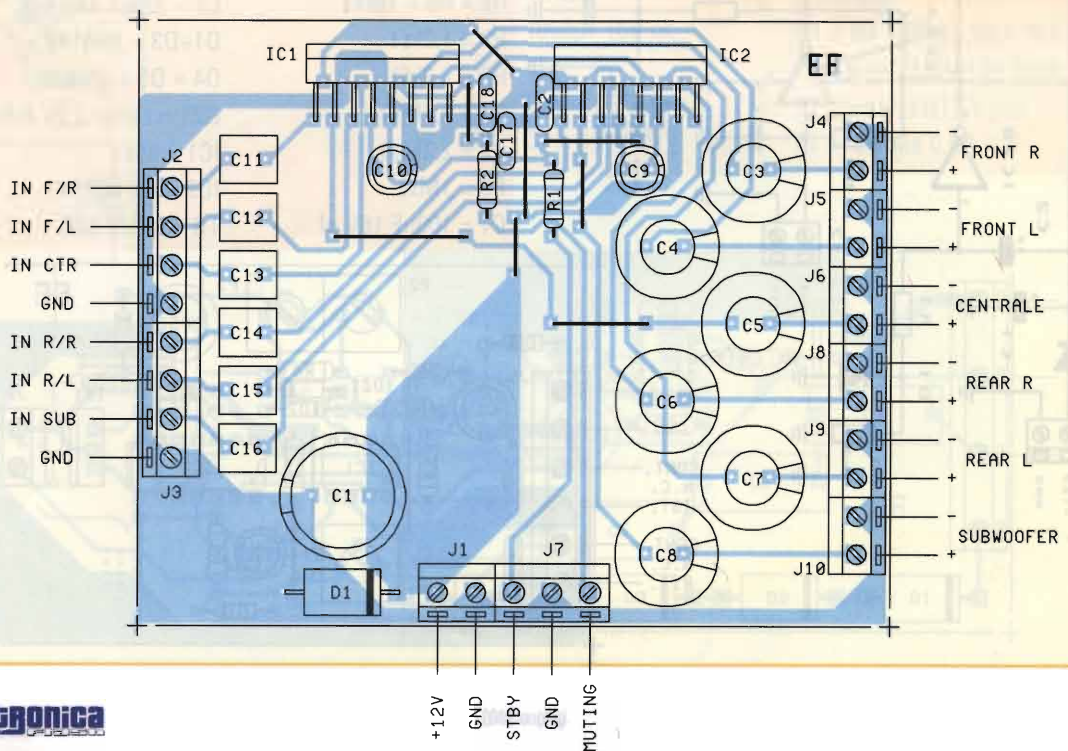 IC1
IC2
EF
C18
C2
C17
C10
C9
R2
R1
J2
C11
C12
C13
C14
C15
C16
J3
IN F/R
IN F/L
IN CTR
GND
IN R/R
IN R/L
IN SUB
GND
C1
D1
J1
J7
C3
C4
C5
C6
C7
C8
J4
J5
J6
J8
J9
J10
-
FRONT R
+
-
FRONT L
+
-
CENTRALE
+
-
REAR R
+
-
REAR L
+
-
SUBWOOFER
+
+12V
GND
STBY
GND
MUTING